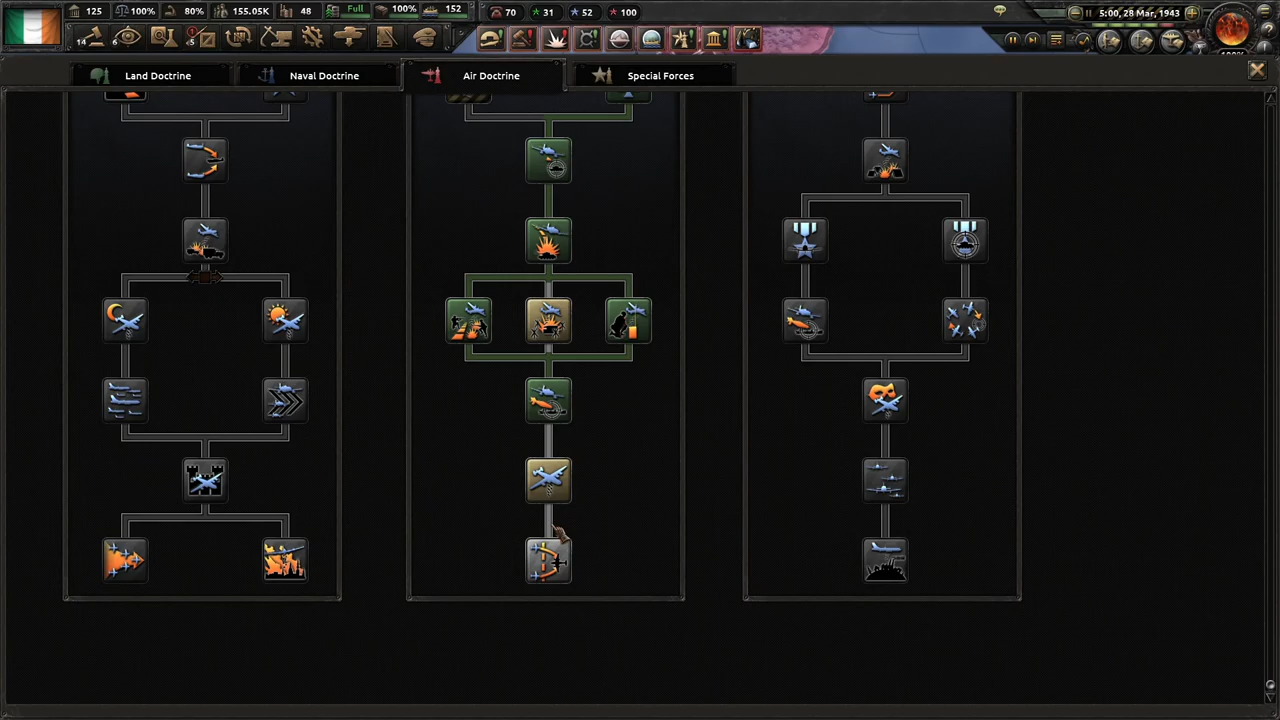 125 100% 80% 155.05K 48 Full 100% 152 70 31 52 100 5:00, 28 Mar, 1943
14 6 5
Land Doctrine Naval Doctrine Air Doctrine Special Forces